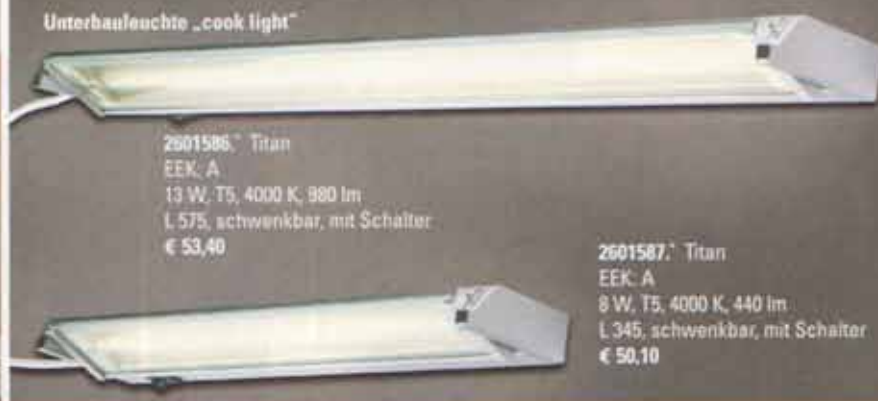 Unterbauleuchte „cook light"
2601586.* Titan
EEK: A
13 W, T5, 4000 K, 980 lm
L 575, schwenkbar, mit Schalter
€ 53,40
2601587.* Titan
EEK: A
8 W, T5, 4000 K, 440 lm
L 345, schwenkbar, mit Schalter
€ 50,10